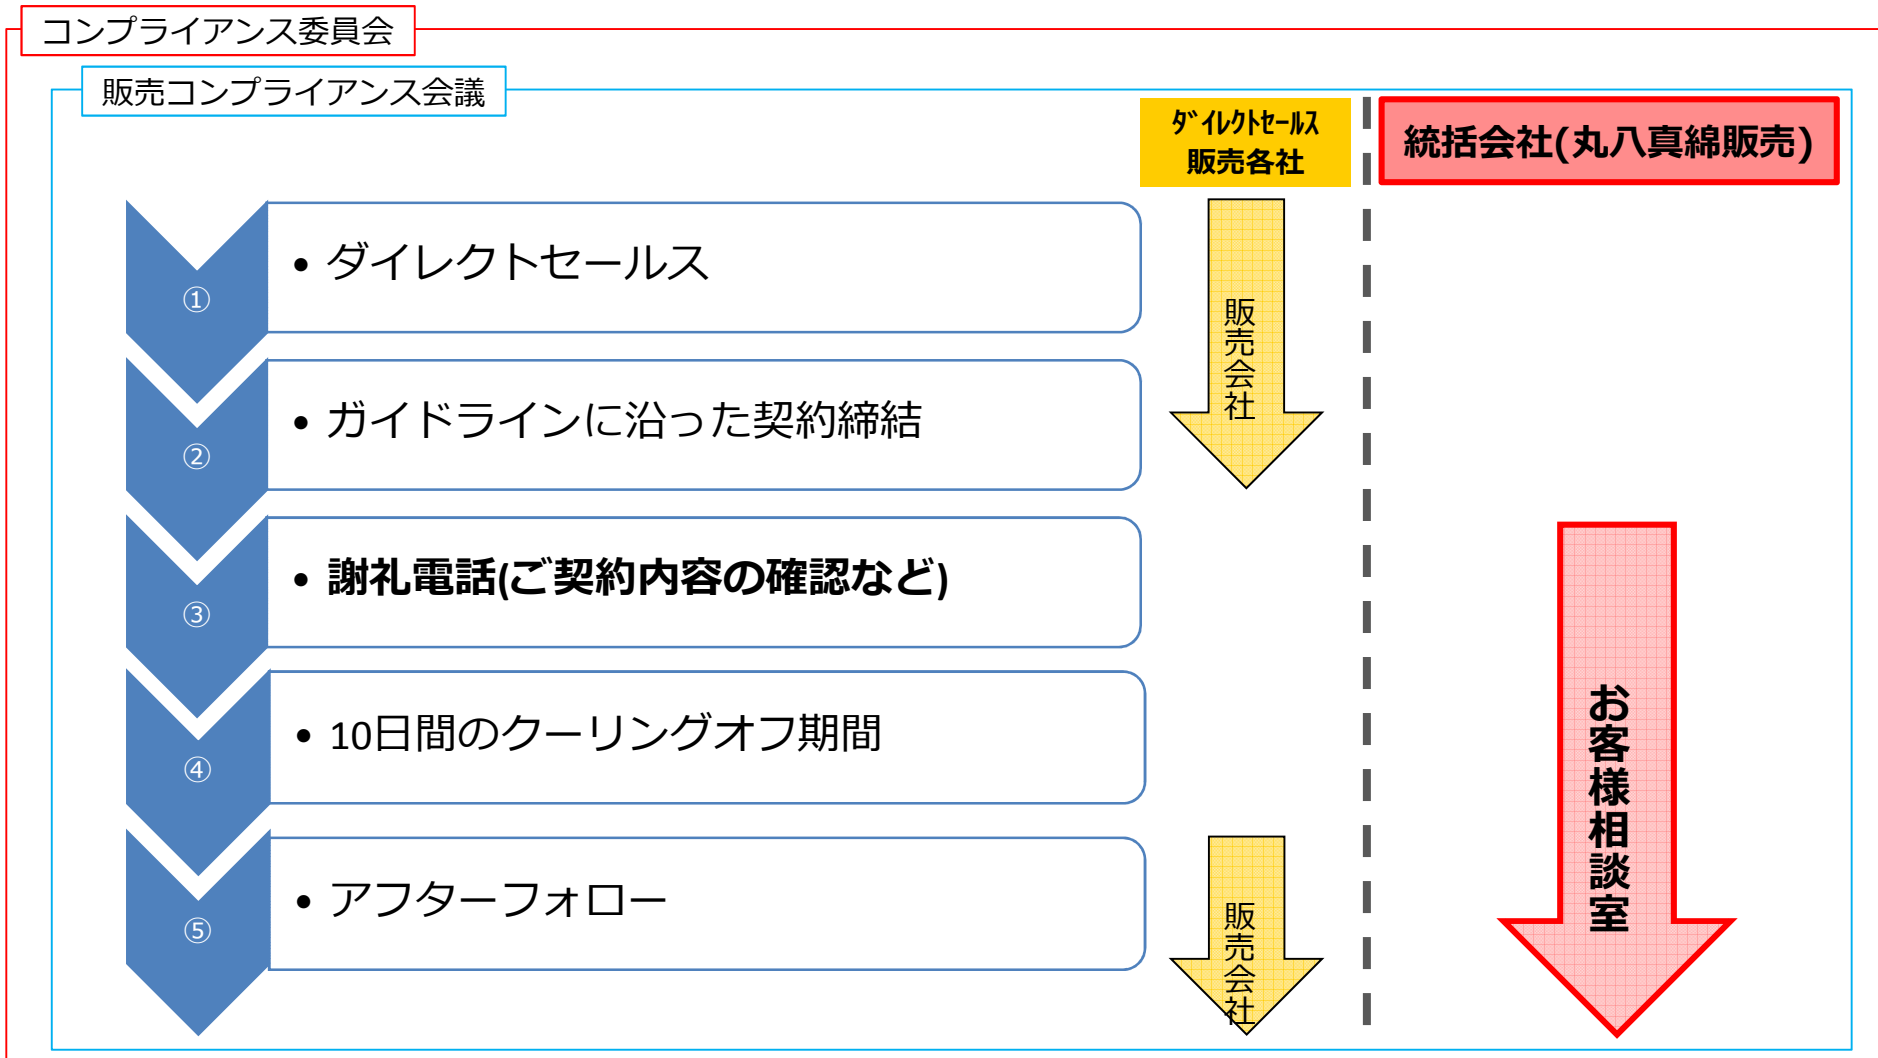 コンプライアンス委員会
販売コンプライアンス会議
ﾀﾞｲﾚｸﾄｾｰﾙｽ
販売各社
統括会社(丸八真綿販売)
①
• ダイレクトセールス
②
• ガイドラインに沿った契約締結
③
• 謝礼電話(ご契約内容の確認など)
④
• 10日間のクーリングオフ期間
⑤
• アフターフォロー
販売会社
販売会社
お客様相談室